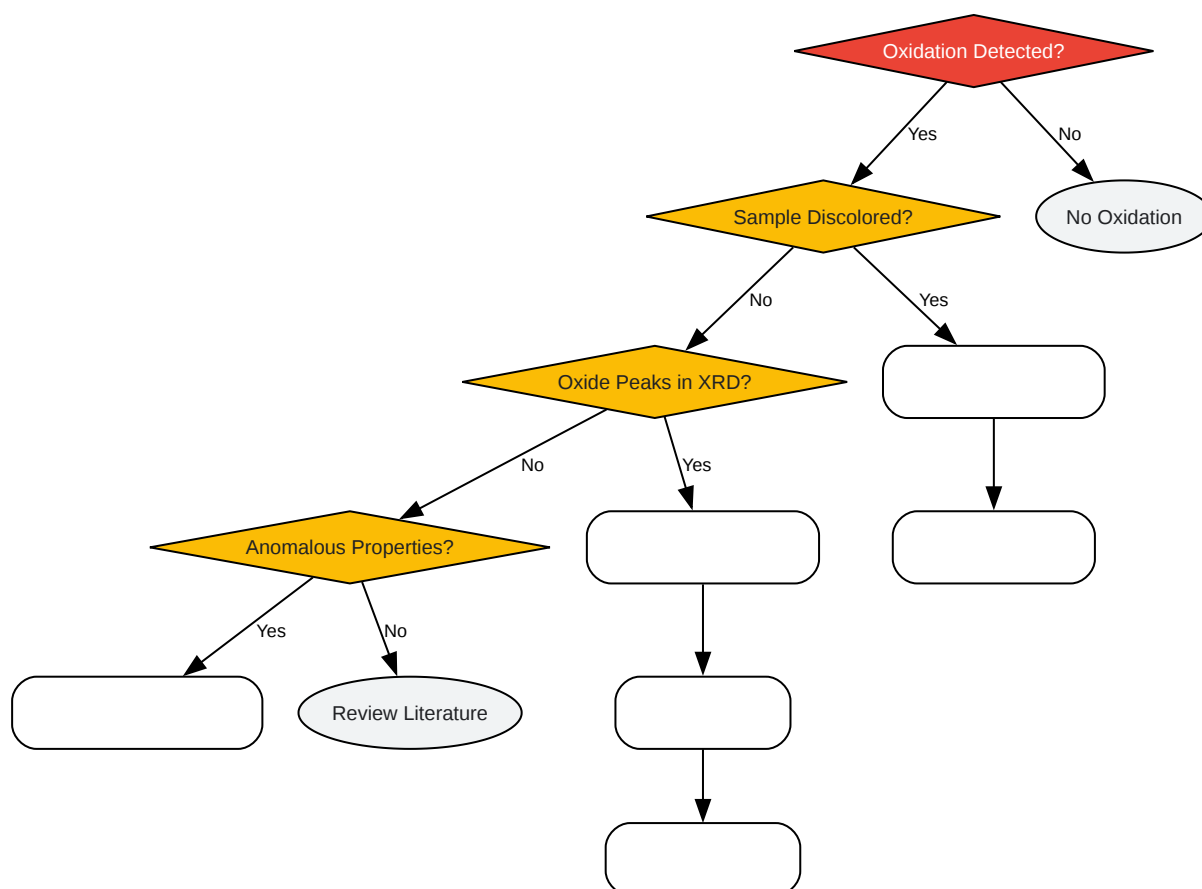 Oxidation Detected?
Yes
No
Sample Discolored?
No Oxidation
No
Yes
Oxide Peaks in XRD?
No
Yes
Anomalous Properties?
Yes
No
Review Literature